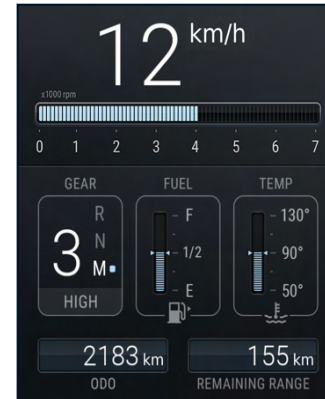 12 km/h
x1000 rpm
0 1 2 3 4 5 6 7
GEAR FUEL TEMP
R F 130°
3 N 1/2 90°
M E 50°
HIGH
2183 km 155 km
ODO REMAINING RANGE